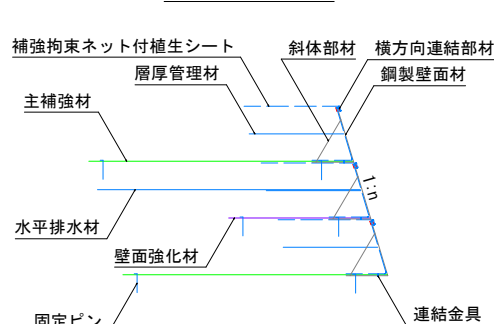 補強拘束ネット付植生シート
斜体部材
横方向連結部材
層厚管理材
鋼製壁面材
主補強材
1:n
水平排水材
壁面強化材
固定ピン
連結金具